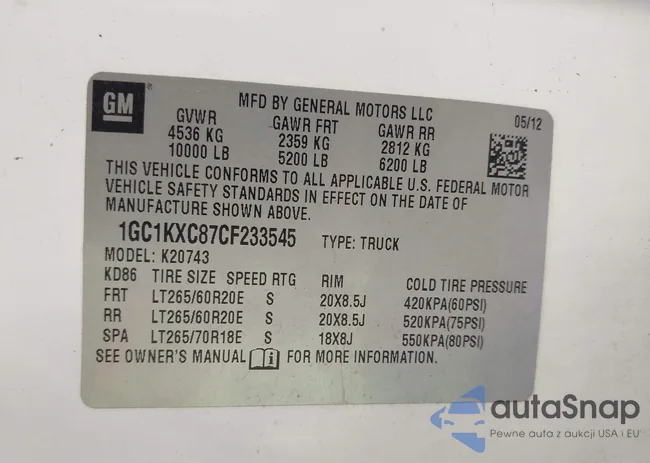 GM
MFD BY GENERAL MOTORS LLC
05/12
GVWR GAWR FRT GAWR RR
4536 KG 2359 KG 2812 KG
10000 LB 5200 LB 6200 LB
THIS VEHICLE CONFORMS TO ALL APPLICABLE U.S. FEDERAL MOTOR
VEHICLE SAFETY STANDARDS IN EFFECT ON THE DATE OF
MANUFACTURE SHOWN ABOVE.
1GC1KXC87CF233545 TYPE: TRUCK
MODEL: K20743
KD86 TIRE SIZE SPEED RTG RIM COLD TIRE PRESSURE
FRT LT265/60R20E S 20X8.5J 420KPA(60PSI)
RR LT265/60R20E S 20X8.5J 520KPA(75PSI)
SPA LT265/70R18E S 18X8J 550KPA(80PSI)
SEE OWNER'S MANUAL i FOR MORE INFORMATION.
autaSnap
Pewne auta z aukcji USA i EU